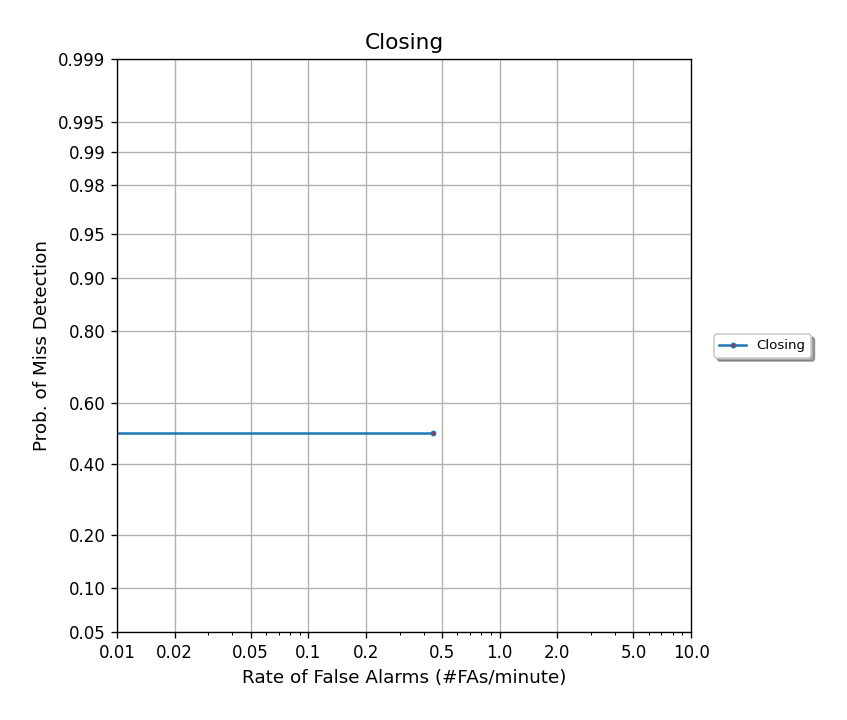 Closing
0.999
0.995
0.99
0.98
0.95
0.90
0.80
0.60
0.40
0.20
0.10
0.05
Prob. of Miss Detection
0.01 0.02 0.05 0.1 0.2 0.5 1.0 2.0 5.0 10.0
Rate of False Alarms (#FAs/minute)
Closing